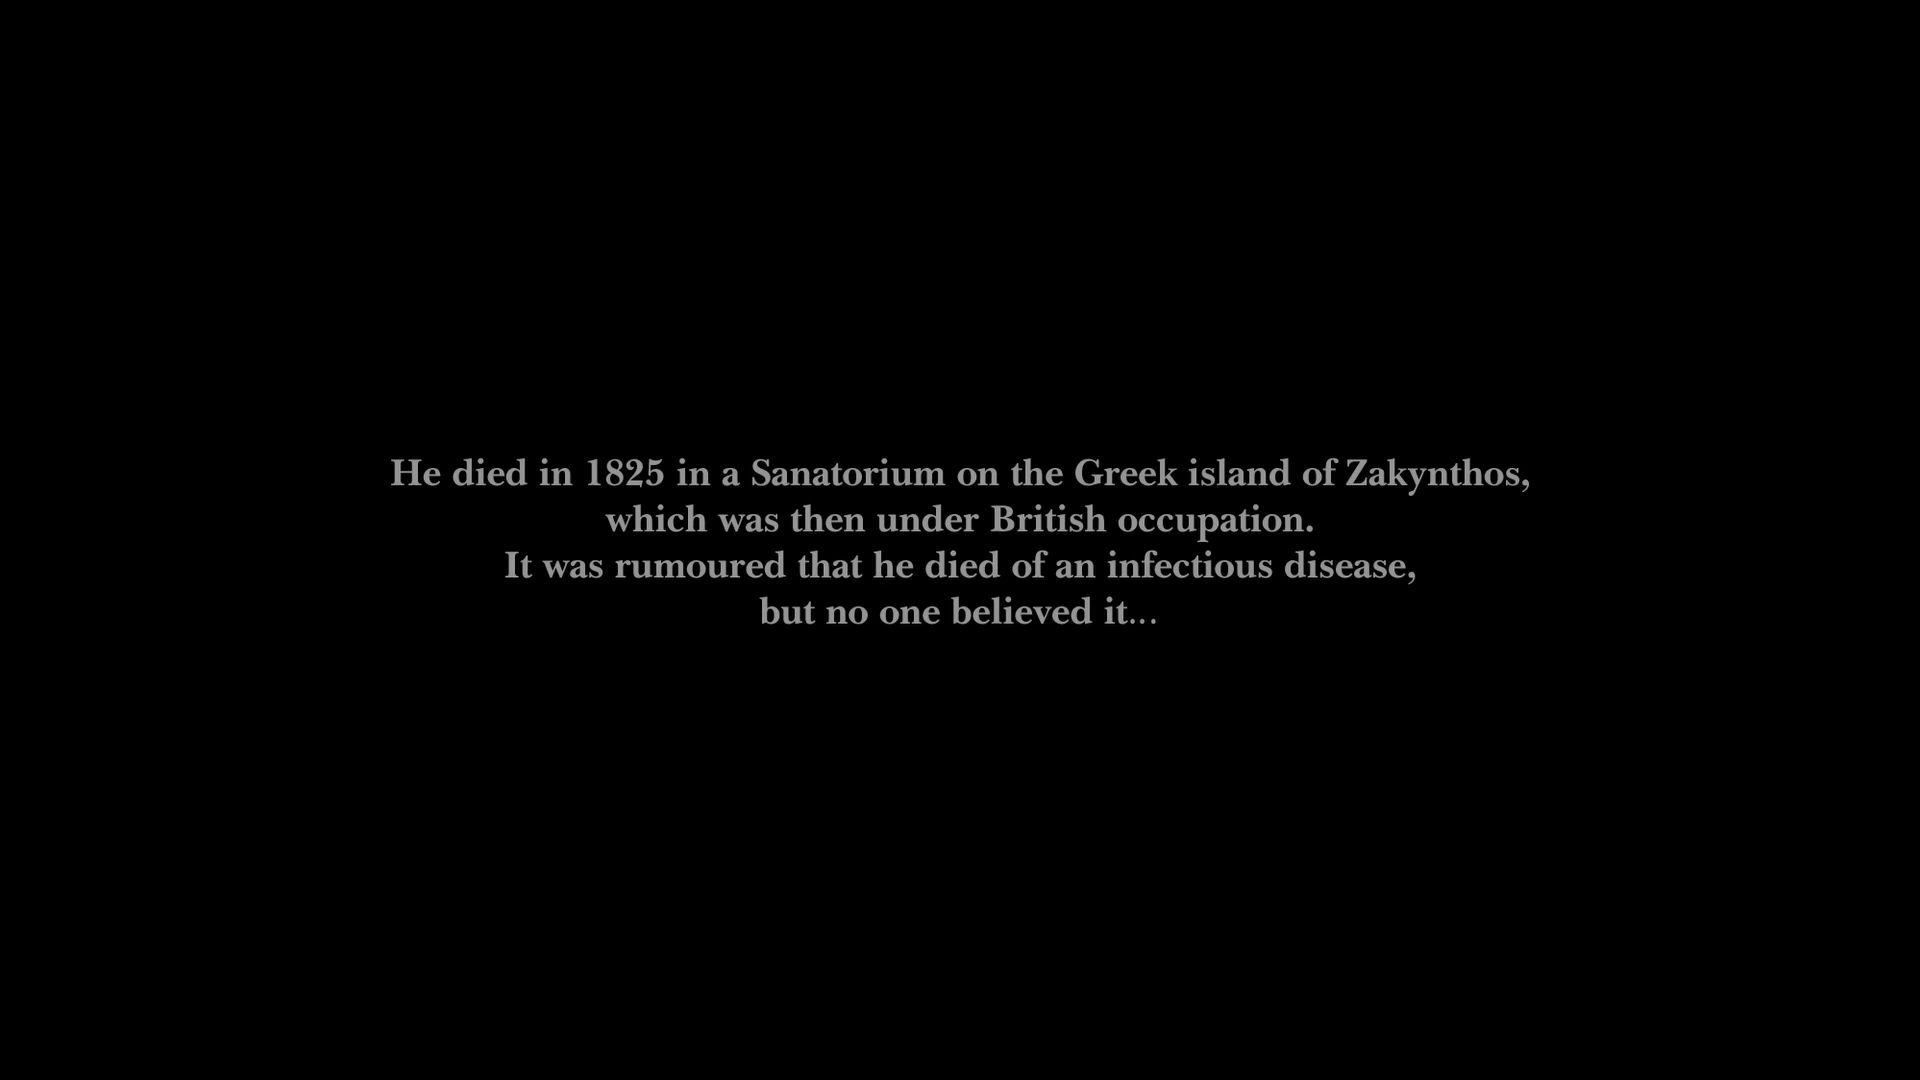 He died in 1825 in a Sanatorium on the Greek island of Zakynthos,
which was then under British occupation.
It was rumoured that he died of an infectious disease,
but no one believed it...